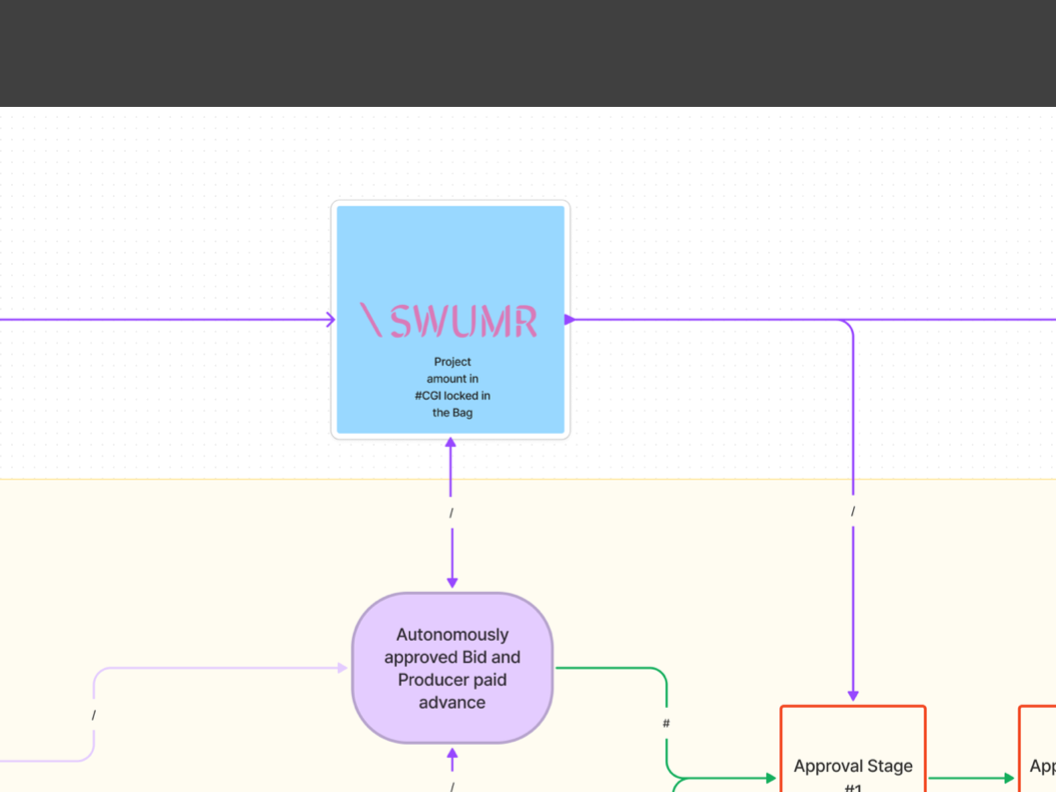 \SWUMR
Project
amount in
#CGI locked in
the Bag
/
/
Autonomously
approved Bid and
Producer paid
advance
/
#
Approval Stage
#1
App
/